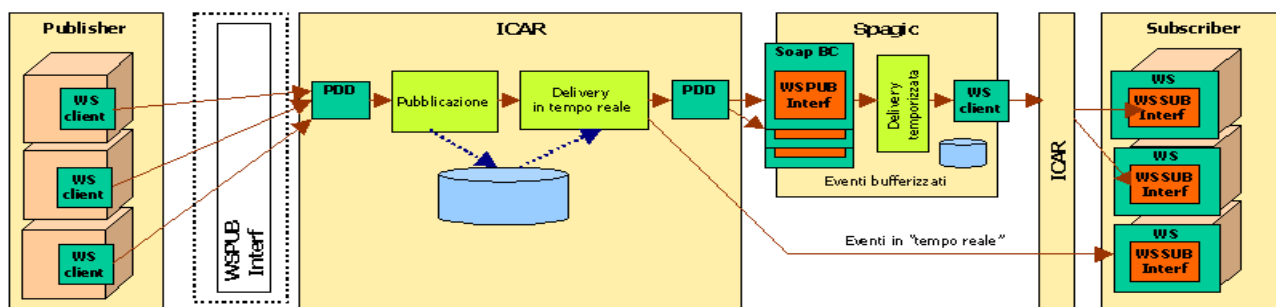 Publisher
WS
client
WS
client
WS
client
WSPUB
Interf
ICAR
PDD
Pubblicazione
Delivery
in tempo reale
PDD
Spagic
Soap BC
WSPUB
Interf
Delivery
temporizzata
WS
client
Eventi bufferizzati
Eventi in "tempo reale"
ICAR
Subscriber
WS
WSSUB
Interf
WS
WSSUB
Interf
WS
WSSUB
Interf